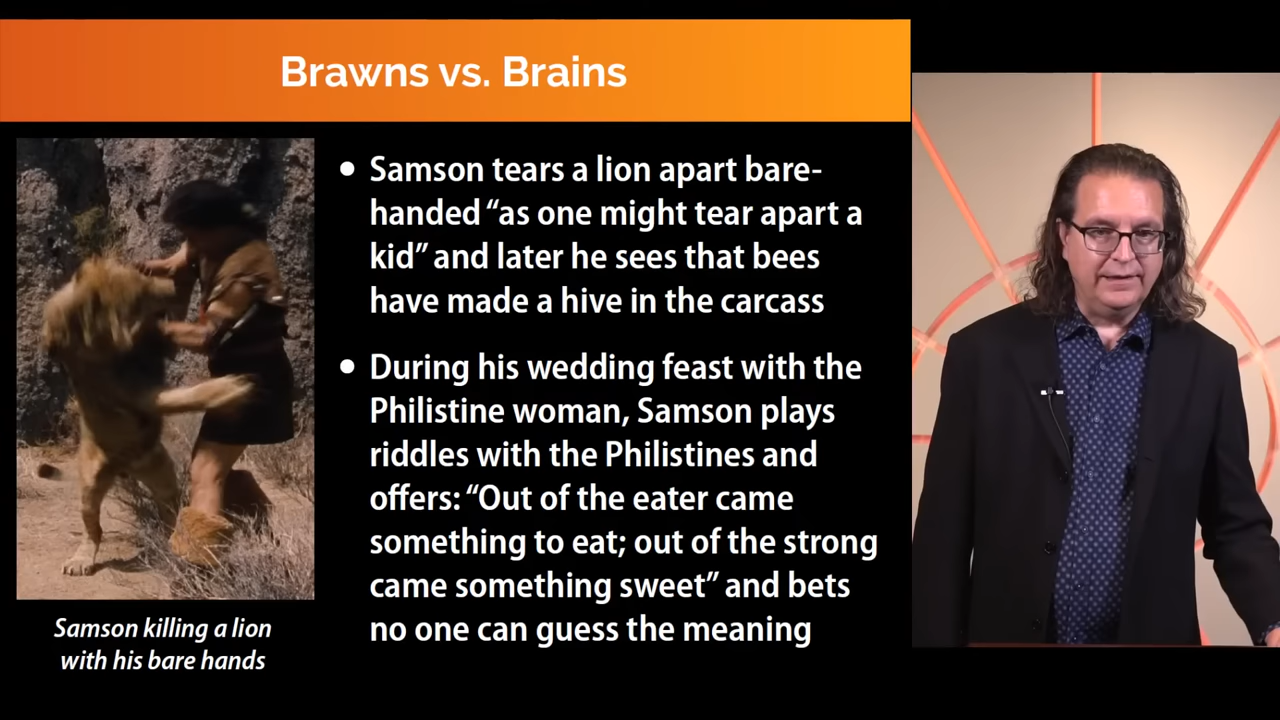 Brawns vs. Brains
• Samson tears a lion apart bare-
handed “as one might tear apart a
kid” and later he sees that bees
have made a hive in the carcass
• During his wedding feast with the
Philistine woman, Samson plays
riddles with the Philistines and
offers: “Out of the eater came
something to eat; out of the strong
came something sweet” and bets
no one can guess the meaning
Samson killing a lion
with his bare hands